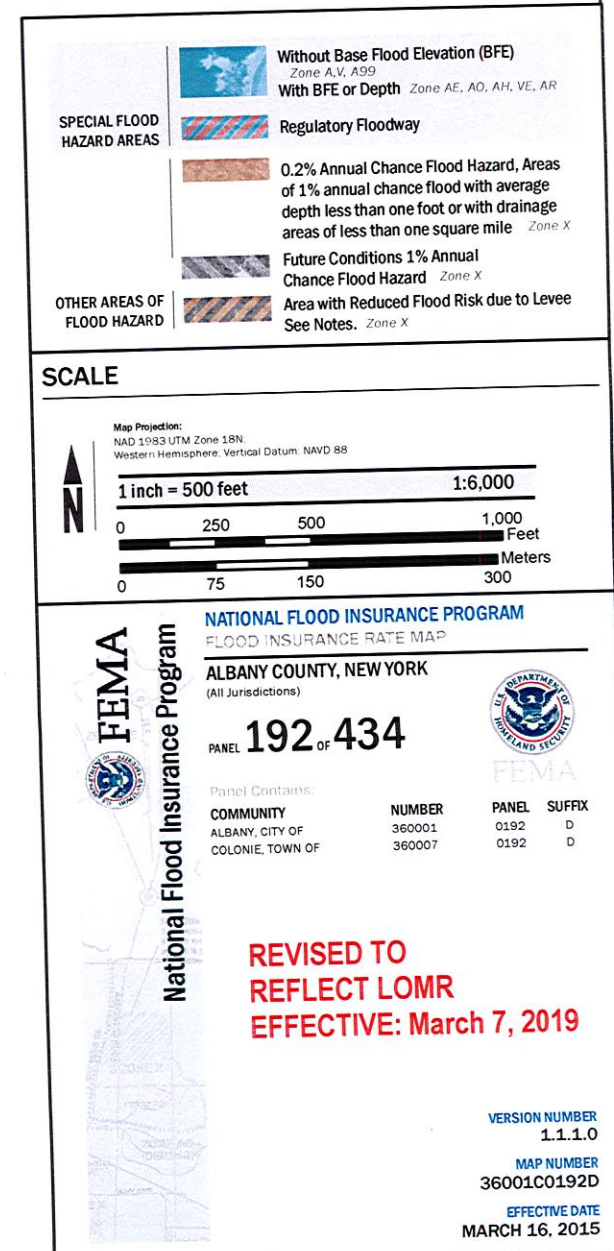 Without Base Flood Elevation (BFE)
Zone A,V, A99
With BFE or Depth Zone AE, AO, AH, VE, AR
SPECIAL FLOOD
HAZARD AREAS
Regulatory Floodway
0.2% Annual Chance Flood Hazard, Areas
of 1% annual chance flood with average
depth less than one foot or with drainage
areas of less than one square mile Zone X
Future Conditions 1% Annual
Chance Flood Hazard Zone X
OTHER AREAS OF
FLOOD HAZARD
Area with Reduced Flood Risk due to Levee
See Notes. Zone X
SCALE
Map Projection:
NAD 1983 UTM Zone 18N;
Western Hemisphere; Vertical Datum: NAVD 88
N
1 inch = 500 feet 1:6,000
0 250 500 1,000
Feet
Meters
0 75 150 300
FEMA
National Flood Insurance Program
NATIONAL FLOOD INSURANCE PROGRAM
FLOOD INSURANCE RATE MAP
ALBANY COUNTY, NEW YORK
(All Jurisdictions)
PANEL 192 OF 434
U.S. DEPARTMENT OF
HOMELAND SECURITY
FEMA
Panel Contains:
COMMUNITY NUMBER PANEL SUFFIX
ALBANY, CITY OF 360001 0192 D
COLONIE, TOWN OF 360007 0192 D
REVISED TO
REFLECT LOMR
EFFECTIVE: March 7, 2019
VERSION NUMBER
1.1.1.0
MAP NUMBER
36001C0192D
EFFECTIVE DATE
MARCH 16, 2015